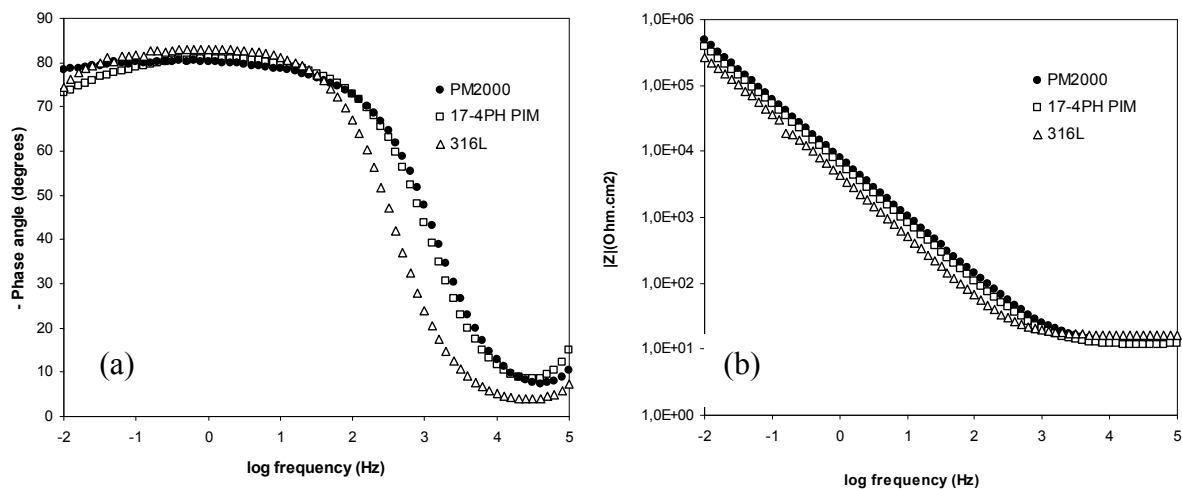 90
80
70
60
50
40
30
20
10
0
- Phase angle (degrees)
-2 -1 0 1 2 3 4 5
log frequency (Hz)
PM2000
17-4PH PIM
316L
(a)
1,0E+06
1,0E+05
1,0E+04
1,0E+03
1,0E+02
1,0E+01
1,0E+00
|Z|(Ohm.cm2)
-2 -1 0 1 2 3 4 5
log frequency (Hz)
PM2000
17-4PH PIM
316L
(b)